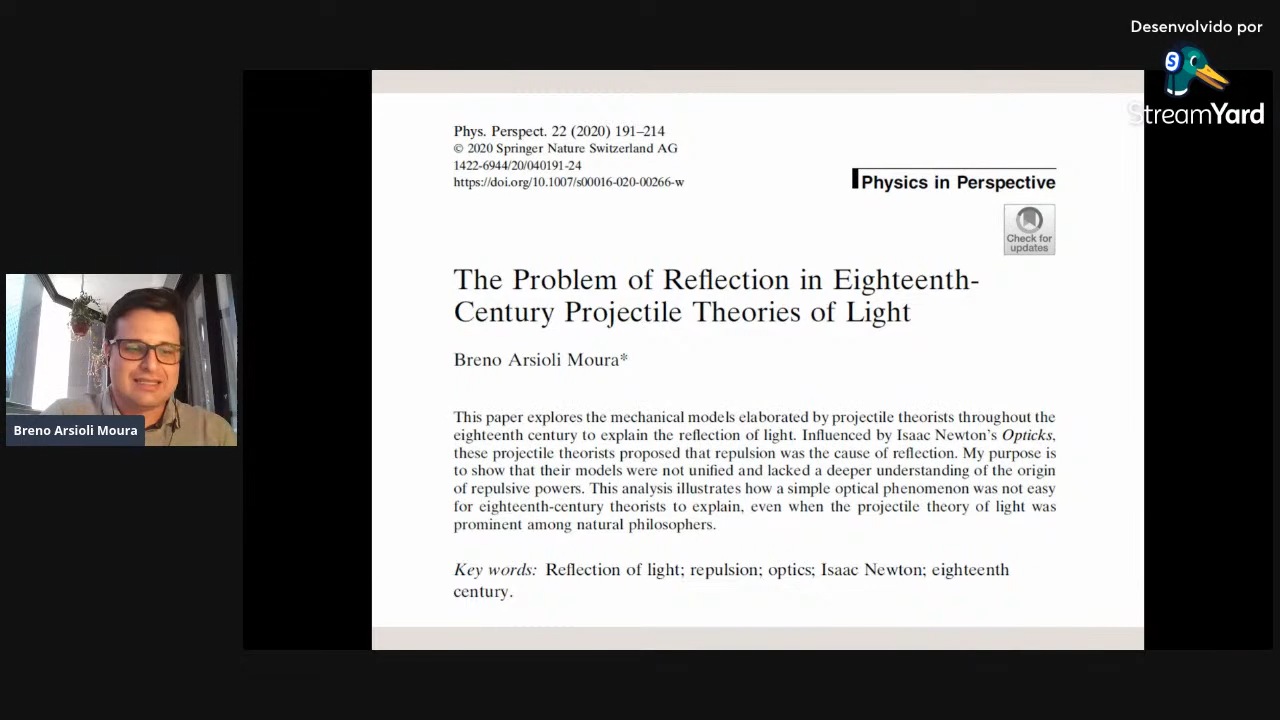 Desenvolvido por
S
StreamYard
Phys. Perspect. 22 (2020) 191–214
© 2020 Springer Nature Switzerland AG
1422-6944/20/040191-24
https://doi.org/10.1007/s00016-020-00266-w
Physics in Perspective
Check for
updates
The Problem of Reflection in Eighteenth-
Century Projectile Theories of Light
Breno Arsioli Moura*
This paper explores the mechanical models elaborated by projectile theorists throughout the
eighteenth century to explain the reflection of light. Influenced by Isaac Newton’s Opticks,
these projectile theorists proposed that repulsion was the cause of reflection. My purpose is
to show that their models were not unified and lacked a deeper understanding of the origin
of repulsive powers. This analysis illustrates how a simple optical phenomenon was not easy
for eighteenth-century theorists to explain, even when the projectile theory of light was
prominent among natural philosophers.
Key words: Reflection of light; repulsion; optics; Isaac Newton; eighteenth
century.
Breno Arsioli Moura